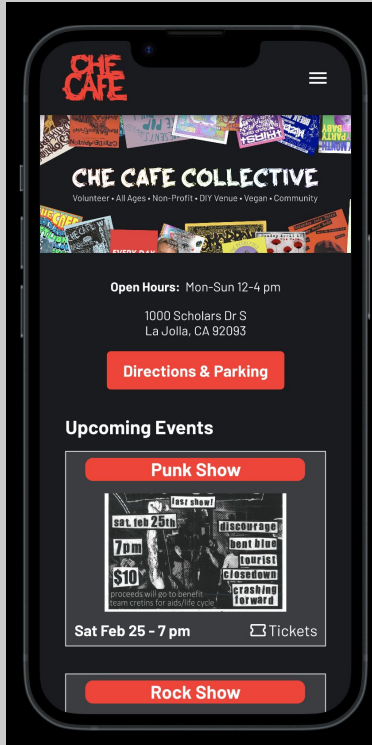 CHE
CAFE
CHE CAFE COLLECTIVE
Volunteer • All Ages • Non-Profit • DIY Venue • Vegan • Community
EVERY DAY
Open Hours: Mon-Sun 12-4 pm
1000 Scholars Dr S
La Jolla, CA 92093
Directions & Parking
Upcoming Events
Punk Show
last show!
sat. feb 25th
7pm
$10
discourage
bent blue
tourist
closedown
crashing
forward
proceeds will go to benefit
team cretins for aids/life cycle
Sat Feb 25 - 7 pm
Tickets
Rock Show